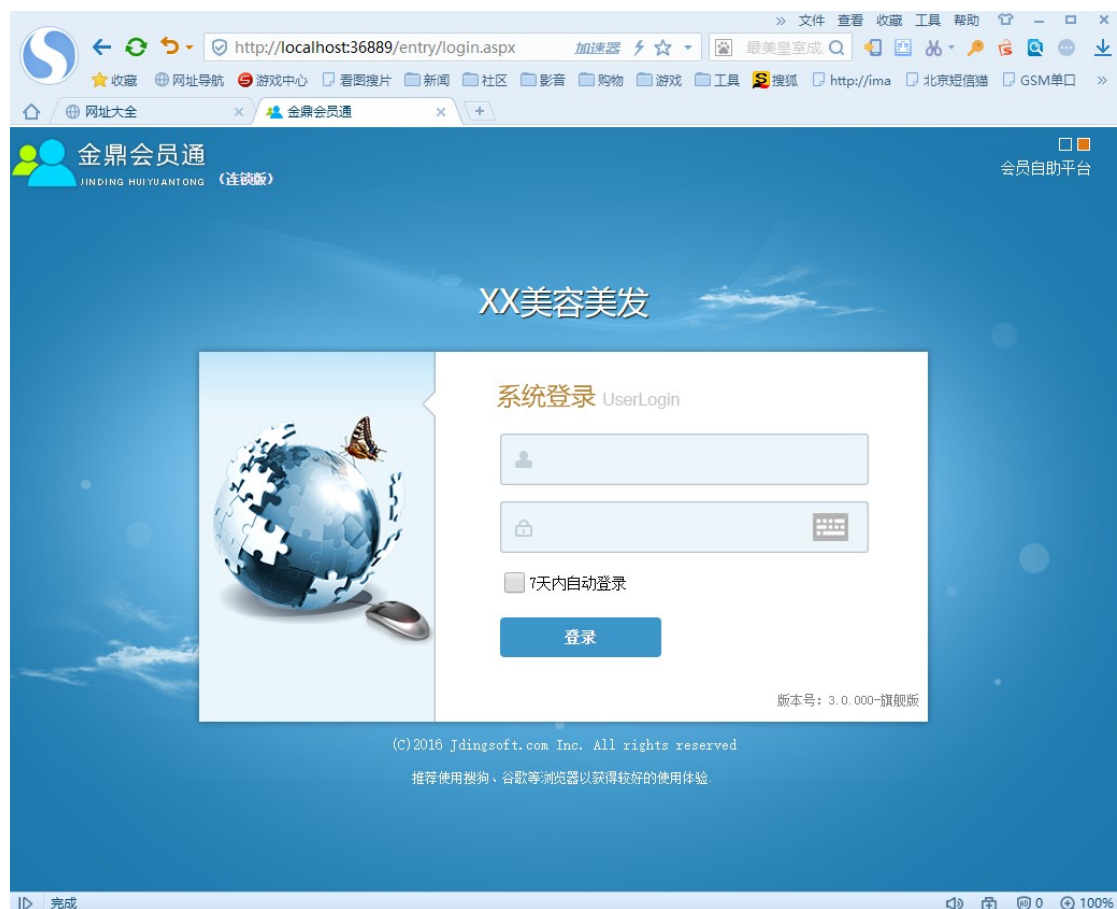 » 文件 查看 收藏 工具 帮助
http://localhost:36889/entry/login.aspx 加速器 最美皇室成
收藏 网址导航 游戏中心 看图搜片 新闻 社区 影音 购物 游戏 工具 搜狐 http://ima 北京短信猫 GSM单口 »
网址大全 × 金鼎会员通 × +
金鼎会员通
JINDING HUIYUANTONG (连锁版)
会员自助平台
XX美容美发
系统登录 UserLogin
7天内自动登录
登录
版本号: 3.0.000-旗舰版
(C)2016 Jdingsoft.com Inc. All rights reserved
推荐使用搜狗、谷歌等浏览器以获得较好的使用体验.
完成 0 100%